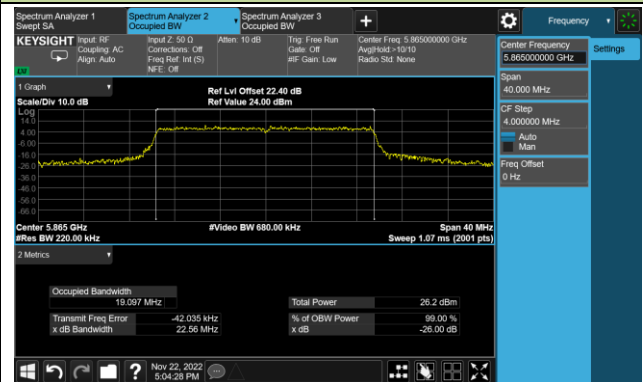 Spectrum Analyzer 1
Swept SA
Spectrum Analyzer 2
Occupied BW
Spectrum Analyzer 3
Occupied BW
Frequency
KEYSIGHT
Input: RF
Coupling: AC
Align: Auto
Input Z: 50 Ω
Corrections: Off
Freq Ref: Int (S)
NFE: Off
Atten: 10 dB
Trig: Free Run
Gate: Off
#IF Gain: Low
Center Freq: 5.865000000 GHz
Avg|Hold:>10/10
Radio Std: None
LXI
Center Frequency
5.865000000 GHz
Settings
Span
40.000 MHz
CF Step
4.000000 MHz
Auto
Man
Freq Offset
0 Hz
1 Graph
Scale/Div 10.0 dB
Ref Lvl Offset 22.40 dB
Ref Value 24.00 dBm
Log
14.0
4.00
-6.00
-16.0
-26.0
-36.0
-46.0
-56.0
-66.0
Center 5.865 GHz
#Res BW 220.00 kHz
#Video BW 680.00 kHz
Span 40 MHz
Sweep 1.07 ms (2001 pts)
2 Metrics
Occupied Bandwidth
19.097 MHz
Total Power 26.2 dBm
Transmit Freq Error -42.035 kHz
% of OBW Power 99.00 %
x dB Bandwidth 22.56 MHz
x dB -26.00 dB
Nov 22, 2022
5:04:28 PM